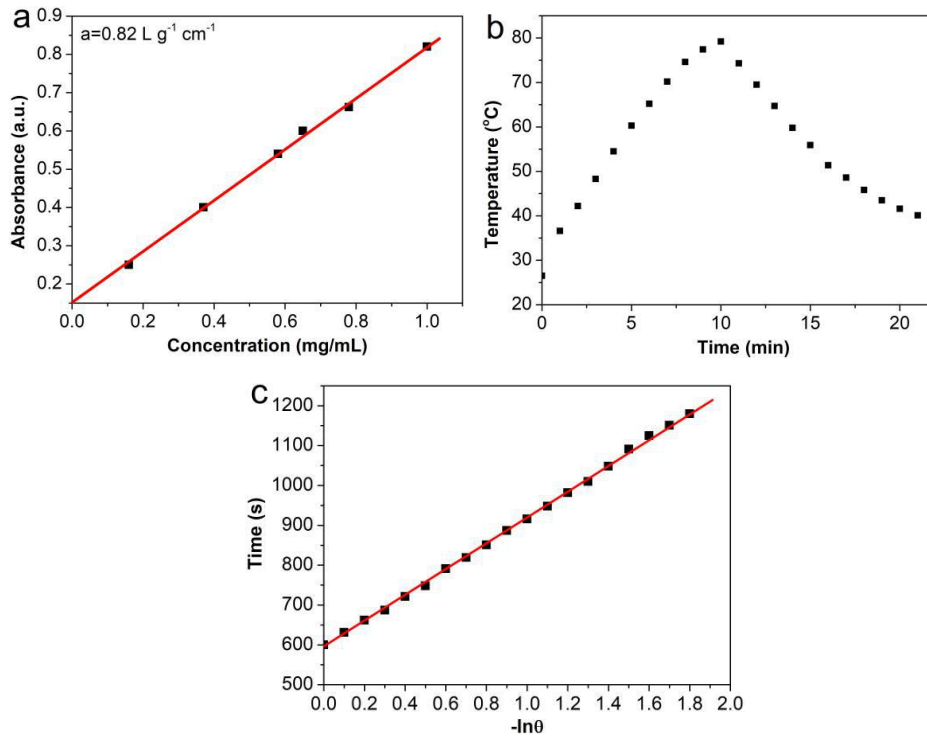 a
a=0.82 L g⁻¹ cm⁻¹
0.8
0.7
0.6
0.5
0.4
0.3
0.2
Absorbance (a.u.)
0.0 0.2 0.4 0.6 0.8 1.0
Concentration (mg/mL)
b
80
70
60
50
40
30
20
Temperature (°C)
0 5 10 15 20
Time (min)
c
1200
1100
1000
900
800
700
600
500
Time (s)
0.0 0.2 0.4 0.6 0.8 1.0 1.2 1.4 1.6 1.8 2.0
-lnθ